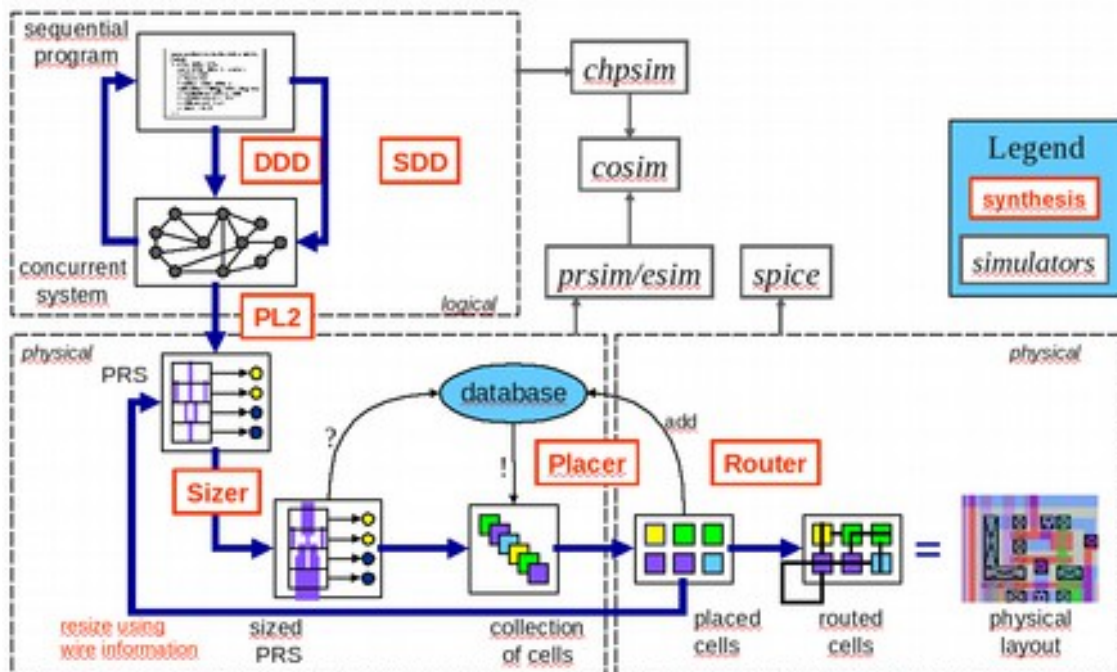 sequential
program
chpsim
DDD
SDD
cosim
Legend
synthesis
simulators
concurrent
system
prsim/esim
spice
PL2
logical
physical
physical
PRS
database
add
?
!
Placer
Router
Sizer
=
resize using
wire information
sized
PRS
collection
of cells
placed
cells
routed
cells
physical
layout